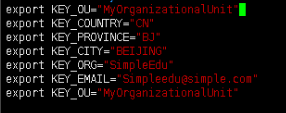 export KEY_OU="MyOrganizationalUnit"
export KEY_COUNTRY="CN"
export KEY_PROVINCE="BJ"
export KEY_CITY="BEIJING"
export KEY_ORG="SimpleEdu"
export KEY_EMAIL="Simpleedu@simple.com"
export KEY_OU="MyOrganizationalUnit"